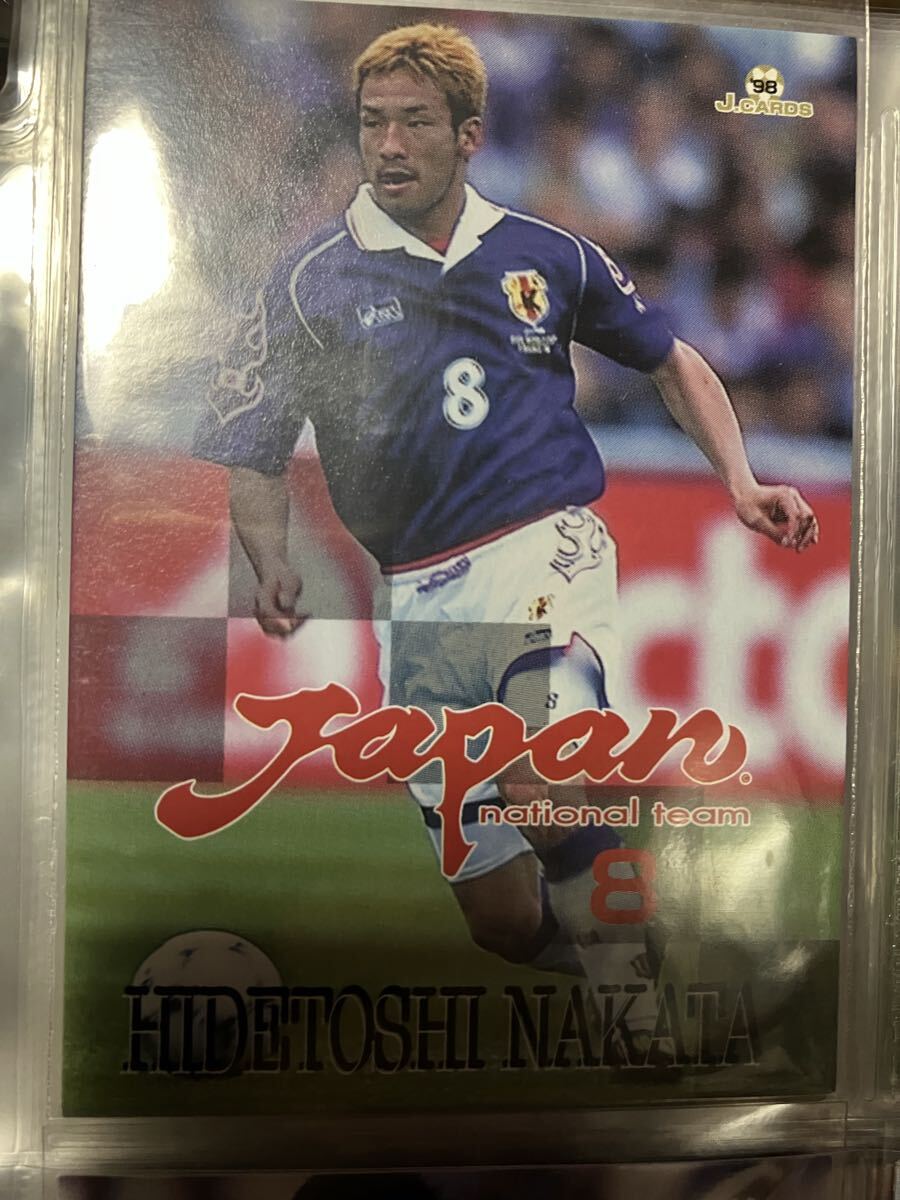 '98
J.CARDS
8
Japan
national team
8
HIDETOSHI NAKATA